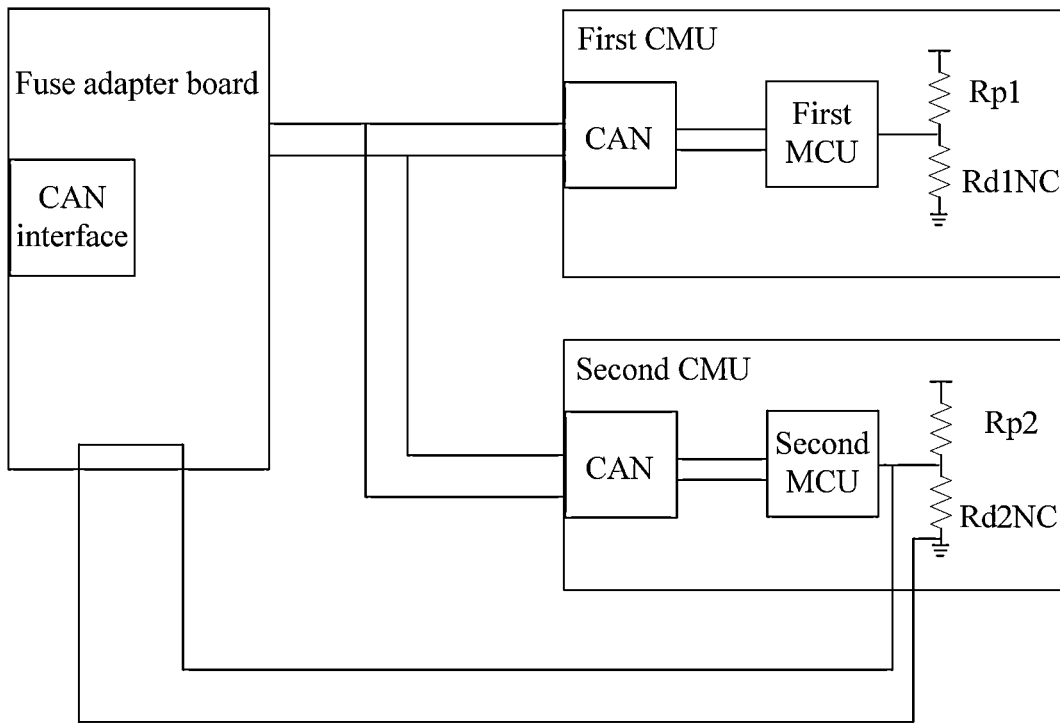 Fuse adapter board
CAN
interface
First CMU
CAN
First
MCU
Rp1
Rd1NC
Second CMU
CAN
Second
MCU
Rp2
Rd2NC